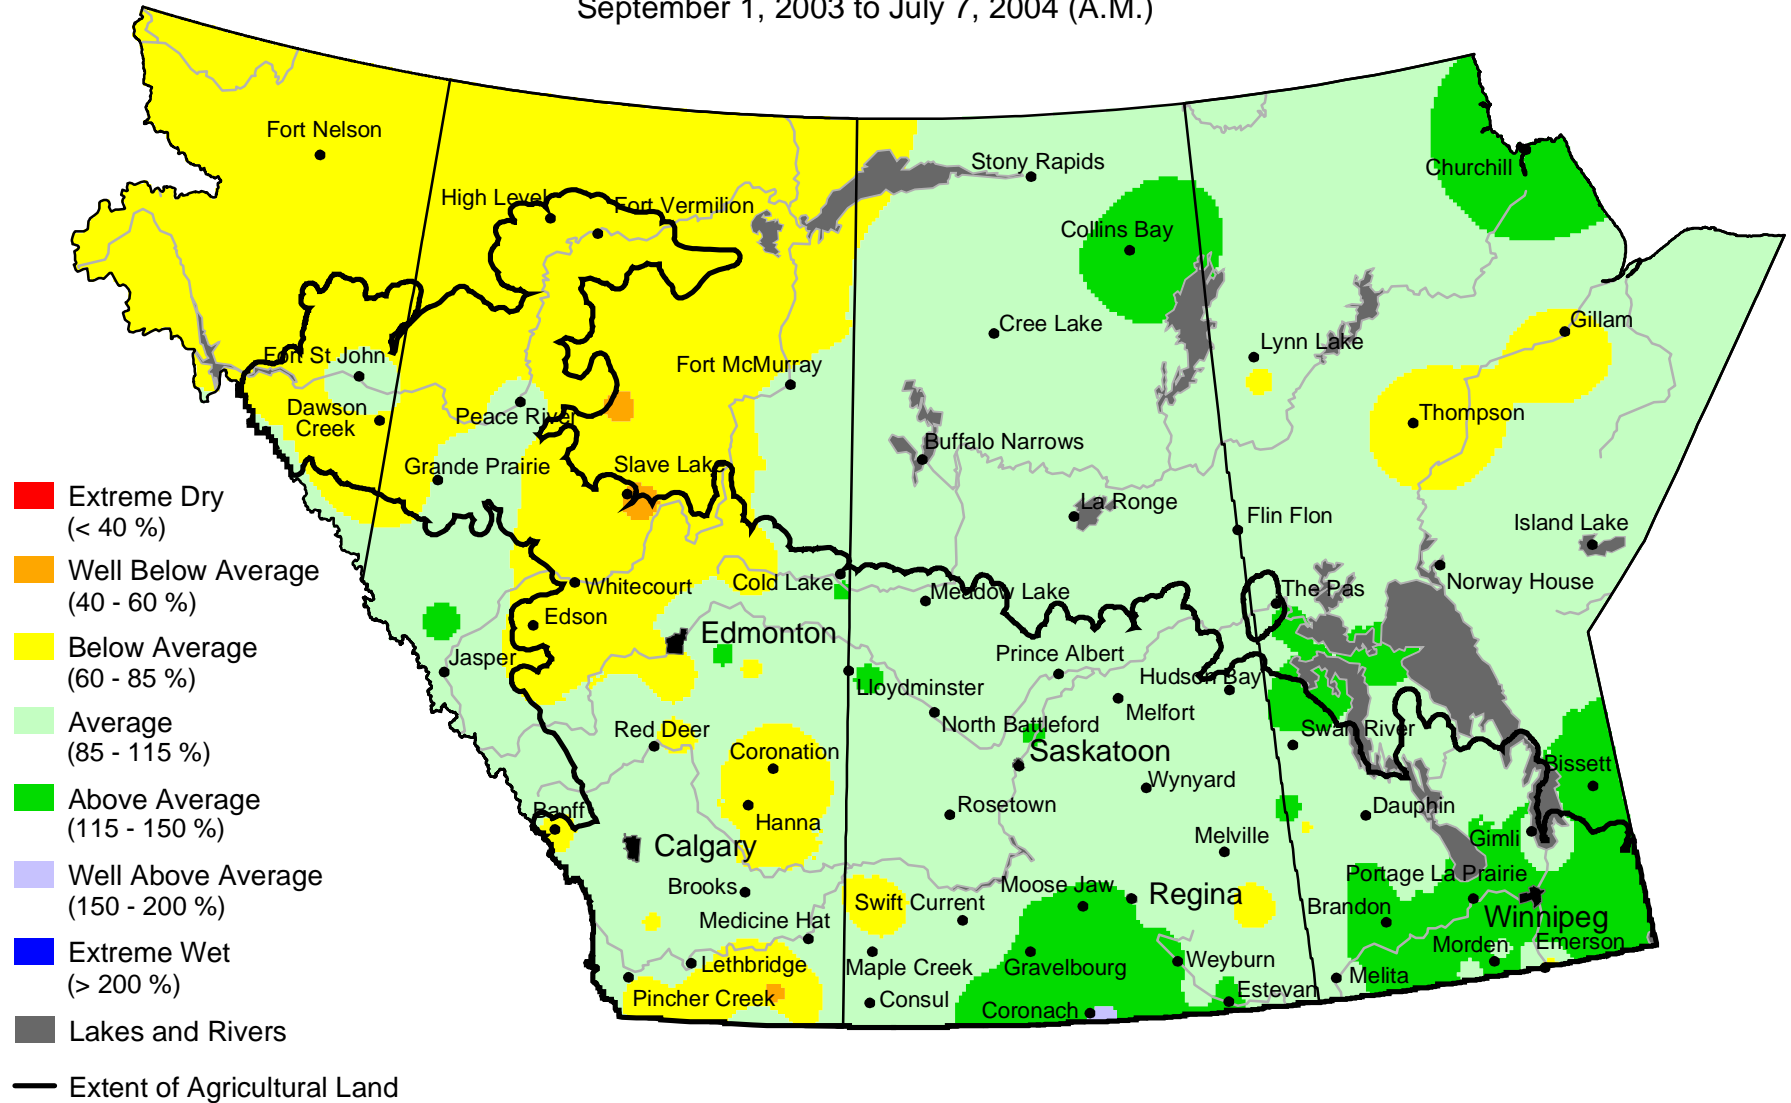 September 1, 2003 to July 7, 2004 (A.M.)
Fort Nelson
High Level
Fort Vermilion
Stony Rapids
Churchill
Collins Bay
Cree Lake
Lynn Lake
Gillam
Fort St John
Fort McMurray
Dawson
Creek
Peace River
Thompson
Buffalo Narrows
Grande Prairie
Slave Lake
La Ronge
Flin Flon
Island Lake
Whitecourt
Cold Lake
Meadow Lake
The Pas
Norway House
Edson
Edmonton
Jasper
Prince Albert
Hudson Bay
Lloydminster
North Battleford
Melfort
Red Deer
Swan River
Coronation
Saskatoon
Bissett
Wynyard
Banff
Hanna
Rosetown
Dauphin
Calgary
Melville
Gimli
Brooks
Moose Jaw
Regina
Portage La Prairie
Swift Current
Brandon
Winnipeg
Medicine Hat
Morden
Emerson
Lethbridge
Maple Creek
Gravelbourg
Weyburn
Melita
Pincher Creek
Consul
Coronach
Estevan
Extreme Dry
(< 40 %)
Well Below Average
(40 - 60 %)
Below Average
(60 - 85 %)
Average
(85 - 115 %)
Above Average
(115 - 150 %)
Well Above Average
(150 - 200 %)
Extreme Wet
(> 200 %)
Lakes and Rivers
Extent of Agricultural Land